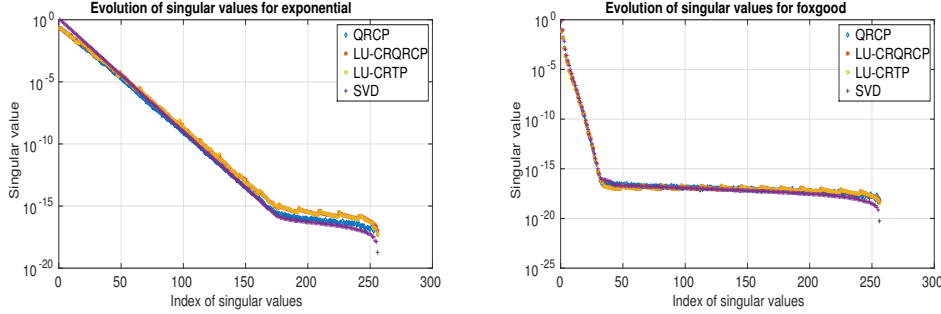 Evolution of singular values for exponential
Singular value
10^0
10^-5
10^-10
10^-15
10^-20
0 50 100 150 200 250 300
Index of singular values
QRCP
LU-CRQRCP
LU-CRTP
SVD
Evolution of singular values for foxgood
Singular value
10^0
10^-5
10^-10
10^-15
10^-20
10^-25
0 50 100 150 200 250 300
Index of singular values
QRCP
LU-CRQRCP
LU-CRTP
SVD